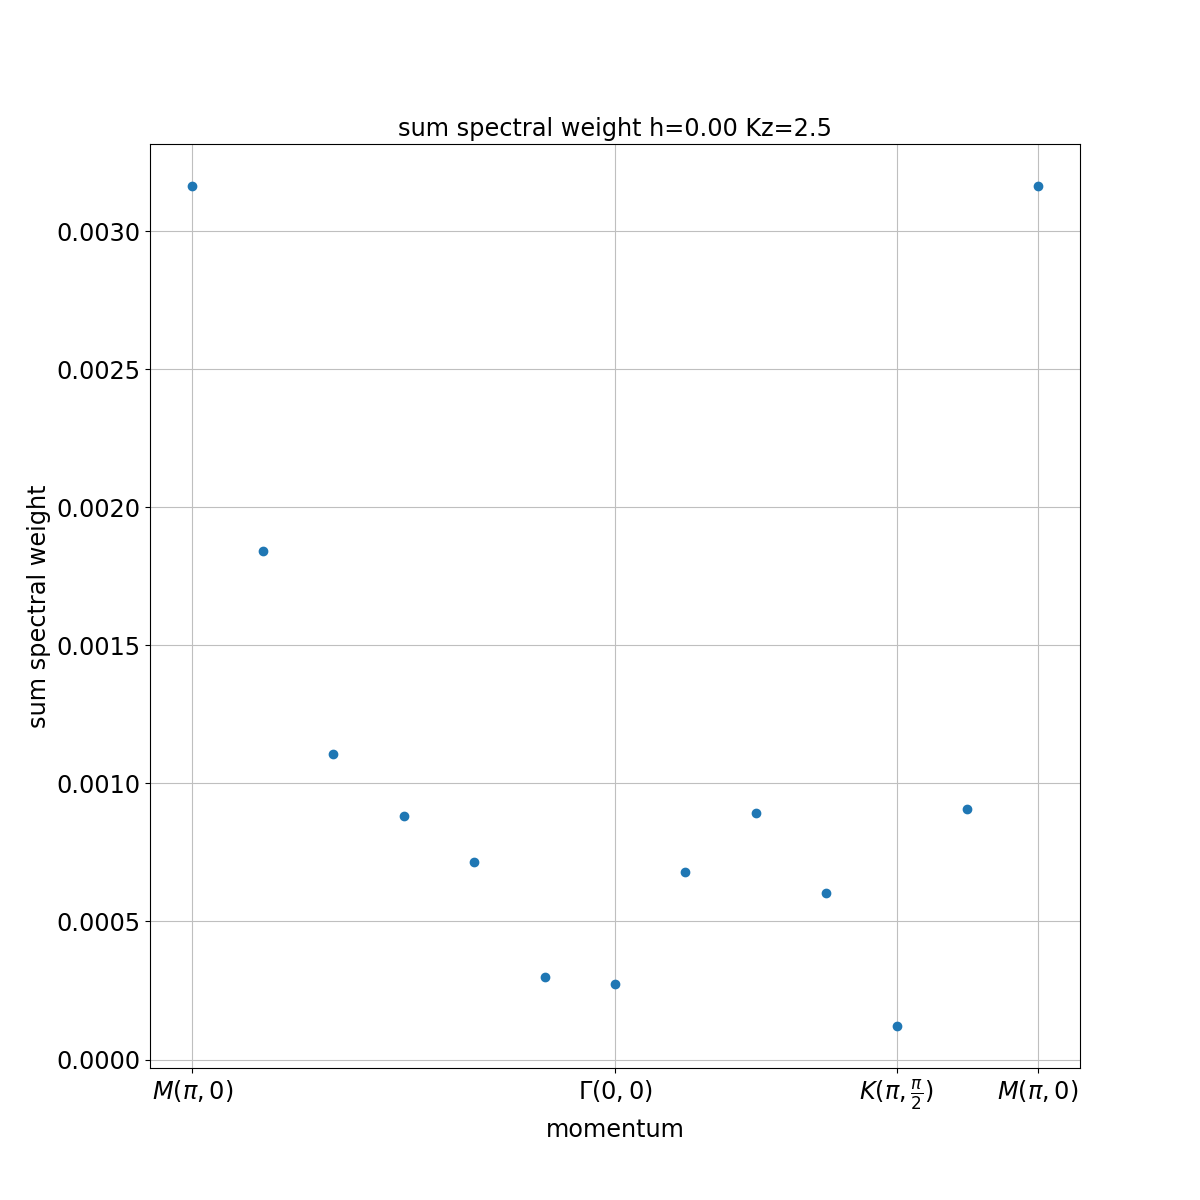 sum spectral weight h=0.00 Kz=2.5
sum spectral weight
0.0030
0.0025
0.0020
0.0015
0.0010
0.0005
0.0000
M(π, 0)
Γ(0, 0)
K(π, π/2)
M(π, 0)
momentum